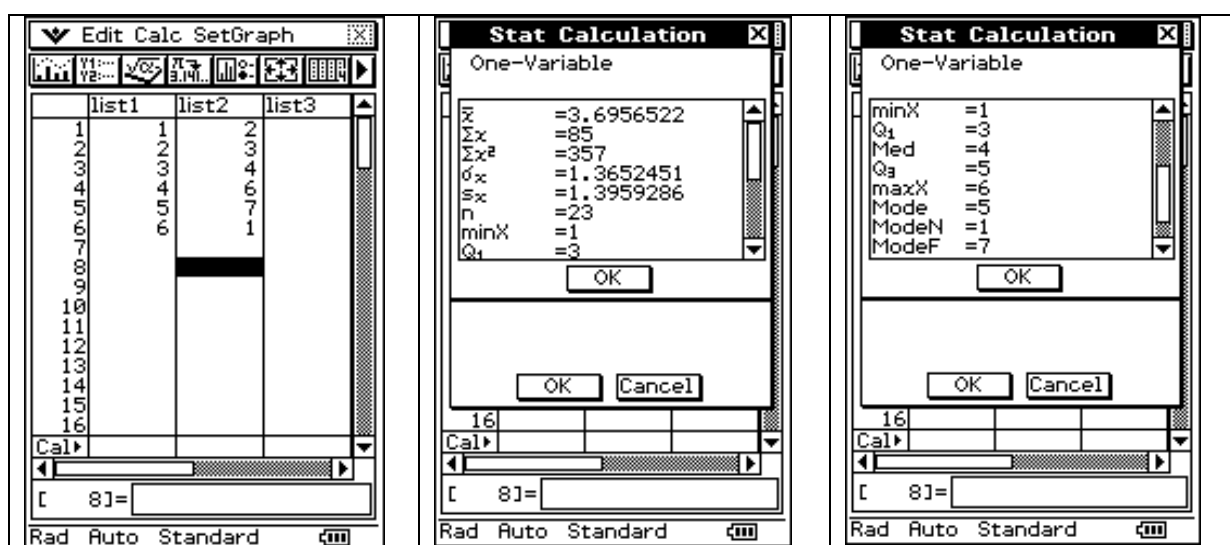 Edit Calc SetGraph
list1 list2 list3
1 1 2
2 2 3
3 3 4
4 4 6
5 5 7
6 6 1
7
8
9
10
11
12
13
14
15
16
Cal▸
[ 8]=
Rad Auto Standard
Stat Calculation
One-Variable
x̄ =3.6956522
Σx =85
Σx² =357
σx =1.3652451
sx =1.3959286
n =23
minX =1
Q1 =3
OK
OK Cancel
16
Cal▸
[ 8]=
Rad Auto Standard
Stat Calculation
One-Variable
minX =1
Q1 =3
Med =4
Q3 =5
maxX =6
Mode =5
ModeN =1
ModeF =7
OK
OK Cancel
16
Cal▸
[ 8]=
Rad Auto Standard